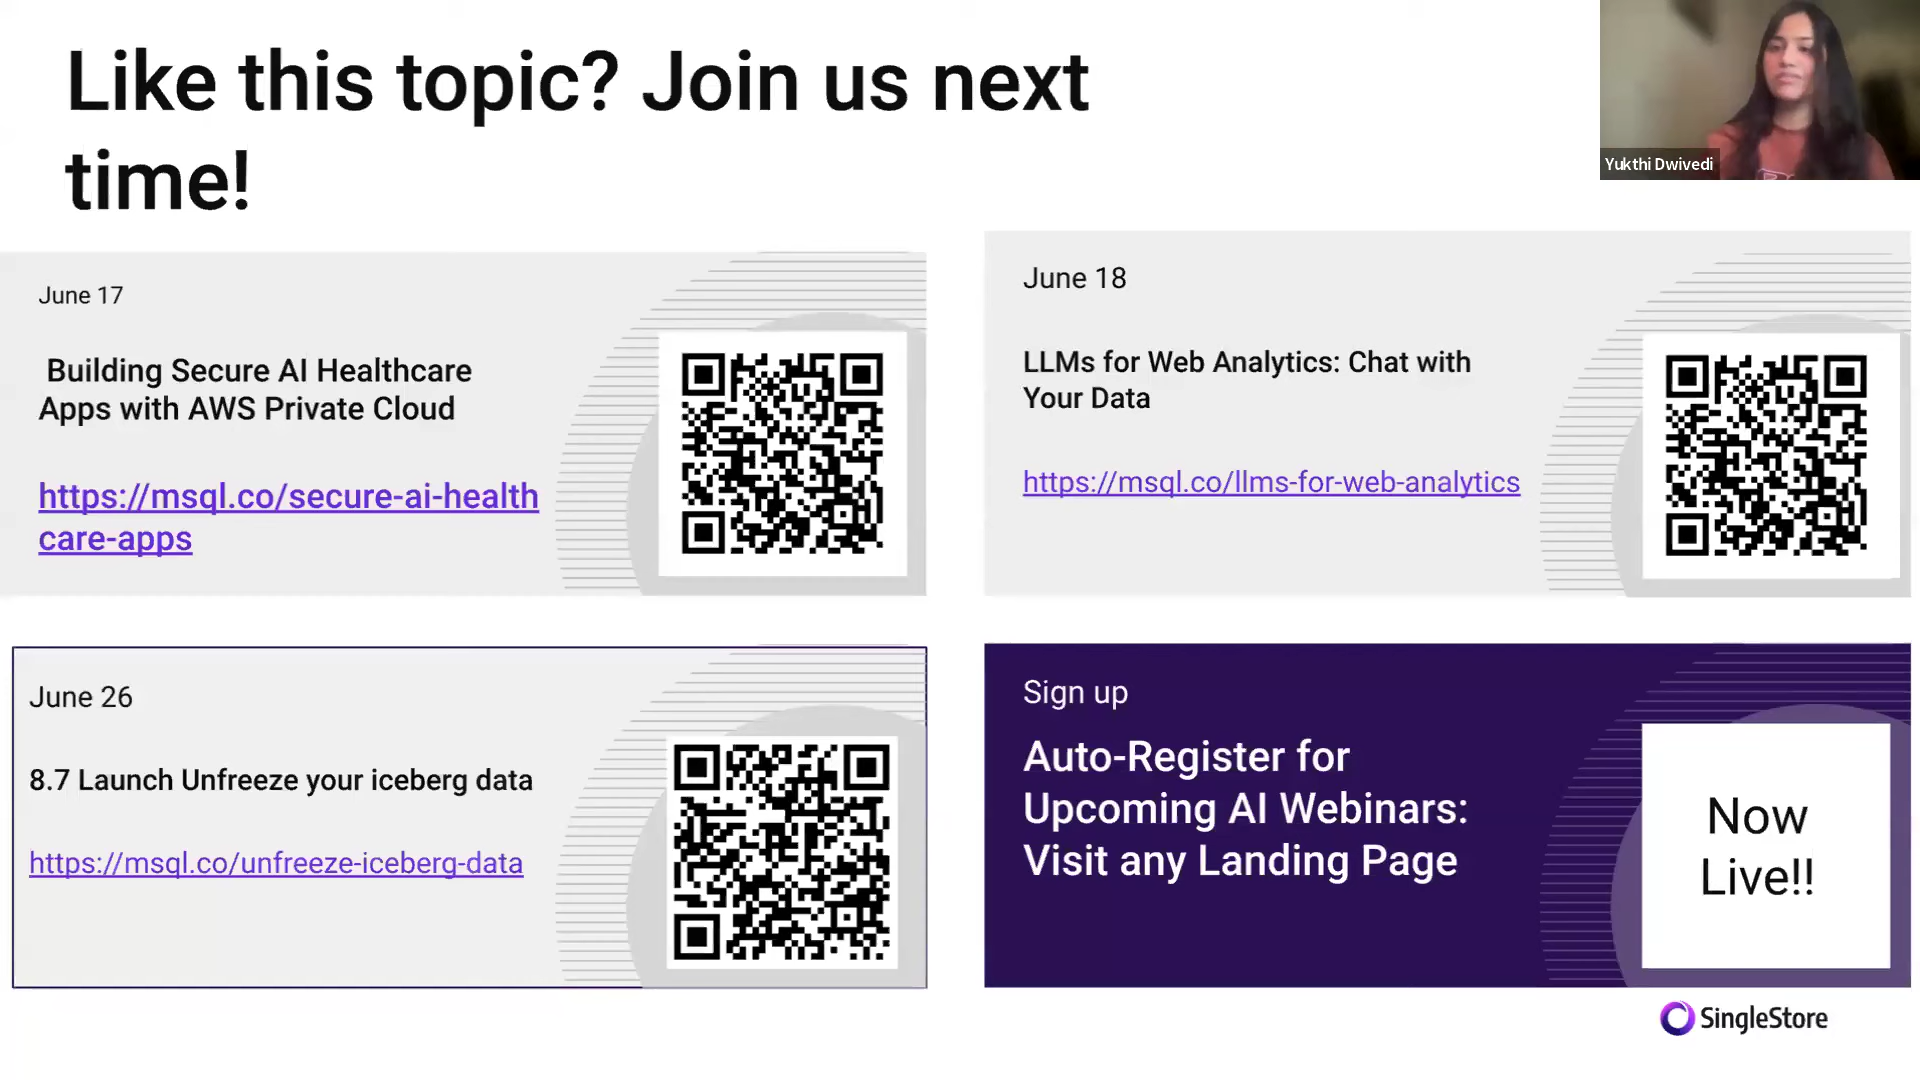 Like this topic? Join us next
time!
Yukthi Dwivedi
June 17
Building Secure AI Healthcare
Apps with AWS Private Cloud
https://msql.co/secure-ai-health
care-apps
June 18
LLMs for Web Analytics: Chat with
Your Data
https://msql.co/llms-for-web-analytics
June 26
8.7 Launch Unfreeze your iceberg data
https://msql.co/unfreeze-iceberg-data
Sign up
Auto-Register for
Upcoming AI Webinars:
Visit any Landing Page
Now
Live!!
SingleStore